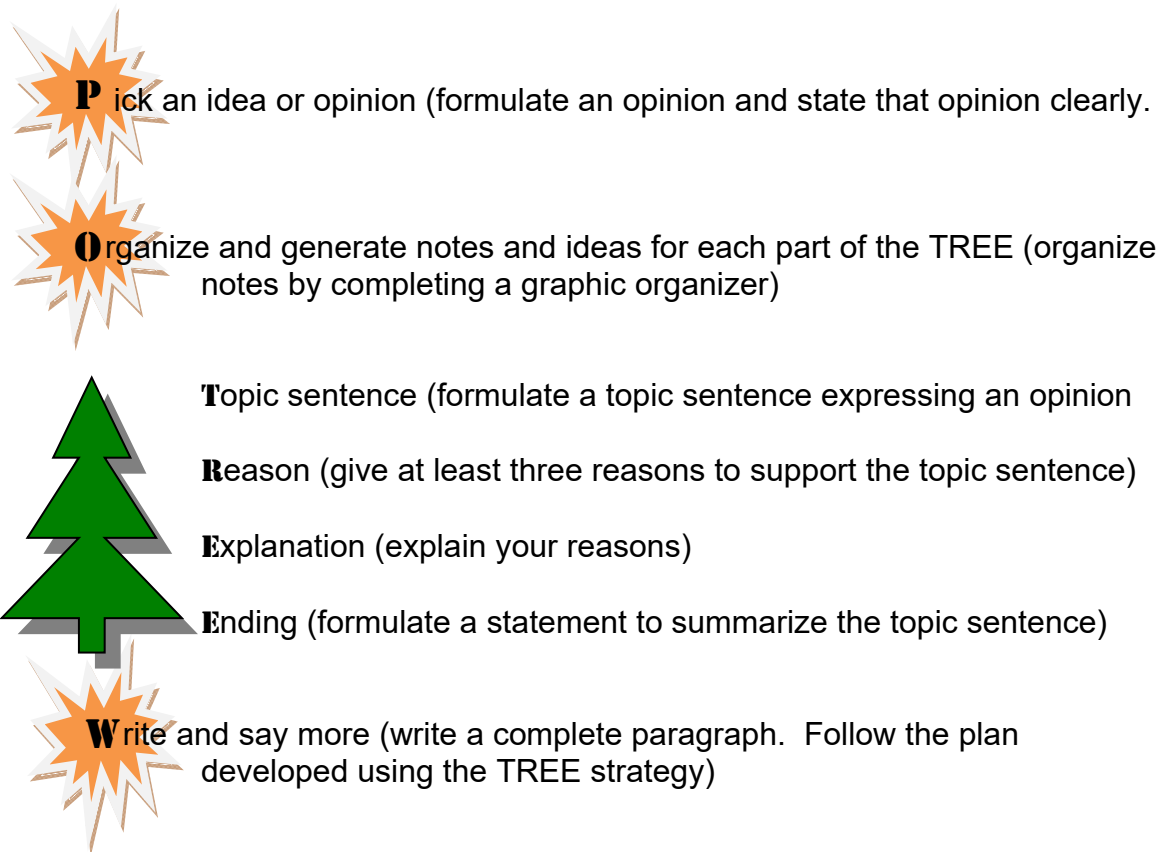 Pick an idea or opinion (formulate an opinion and state that opinion clearly.
Organize and generate notes and ideas for each part of the TREE (organize
notes by completing a graphic organizer)
Topic sentence (formulate a topic sentence expressing an opinion
Reason (give at least three reasons to support the topic sentence)
Explanation (explain your reasons)
Ending (formulate a statement to summarize the topic sentence)
Write and say more (write a complete paragraph.  Follow the plan
developed using the TREE strategy)